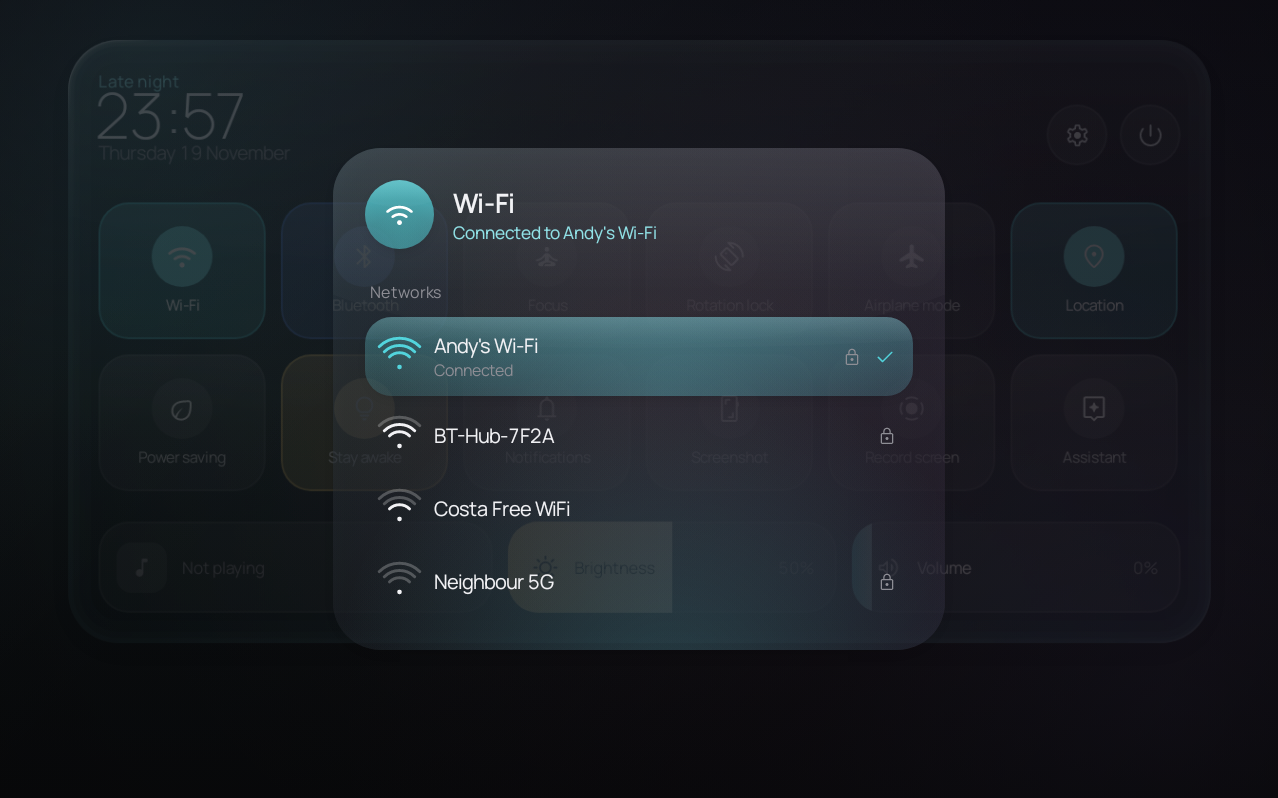 Late night
23:57
Thursday 19 November
Wi-Fi
Connected to Andy's Wi-Fi
Networks
Andy's Wi-Fi
Connected
BT-Hub-7F2A
Costa Free WiFi
Neighbour 5G
Wi-Fi
Bluetooth
Focus
Rotation lock
Airplane mode
Location
Power saving
Stay awake
Notifications
Screenshot
Record screen
Assistant
Not playing
Brightness
50%
Volume
0%